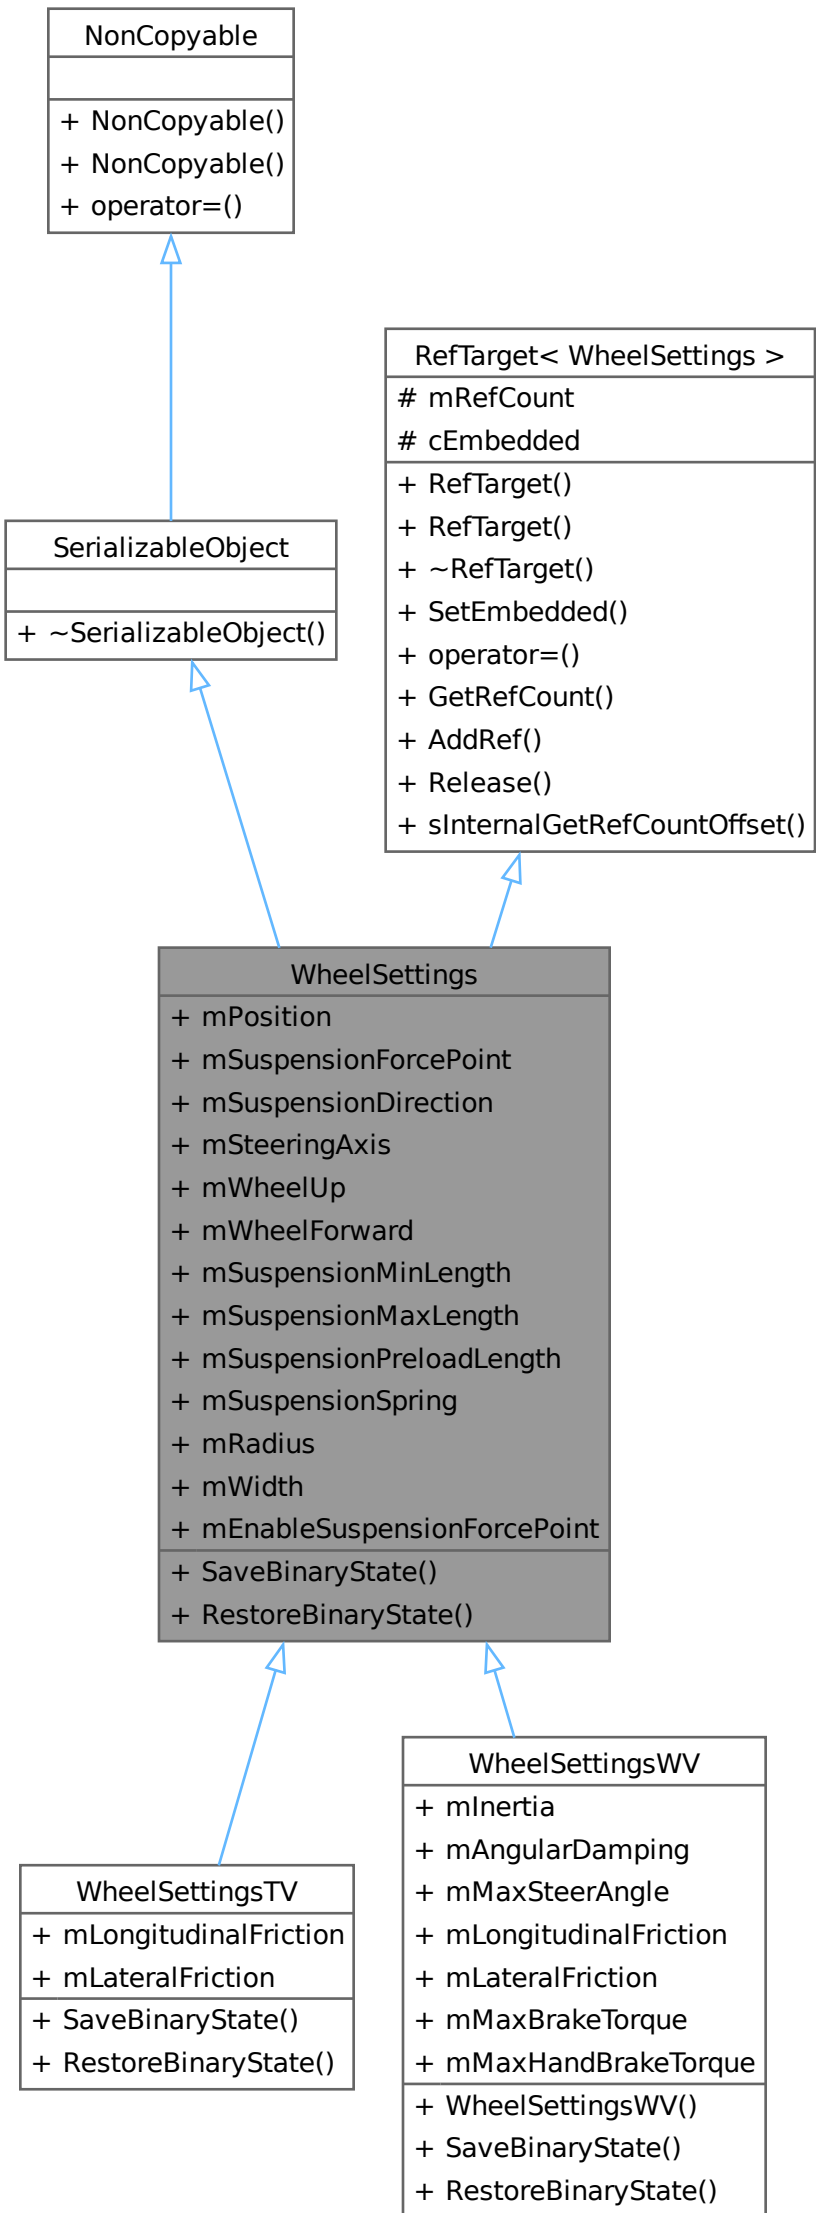 NonCopyable
+ NonCopyable()
+ NonCopyable()
+ operator=()
RefTarget< WheelSettings >
# mRefCount
# cEmbedded
+ RefTarget()
+ RefTarget()
+ ~RefTarget()
+ SetEmbedded()
+ operator=()
+ GetRefCount()
+ AddRef()
+ Release()
+ sInternalGetRefCountOffset()
SerializableObject
+ ~SerializableObject()
WheelSettings
+ mPosition
+ mSuspensionForcePoint
+ mSuspensionDirection
+ mSteeringAxis
+ mWheelUp
+ mWheelForward
+ mSuspensionMinLength
+ mSuspensionMaxLength
+ mSuspensionPreloadLength
+ mSuspensionSpring
+ mRadius
+ mWidth
+ mEnableSuspensionForcePoint
+ SaveBinaryState()
+ RestoreBinaryState()
WheelSettingsTV
+ mLongitudinalFriction
+ mLateralFriction
+ SaveBinaryState()
+ RestoreBinaryState()
WheelSettingsWV
+ mInertia
+ mAngularDamping
+ mMaxSteerAngle
+ mLongitudinalFriction
+ mLateralFriction
+ mMaxBrakeTorque
+ mMaxHandBrakeTorque
+ WheelSettingsWV()
+ SaveBinaryState()
+ RestoreBinaryState()